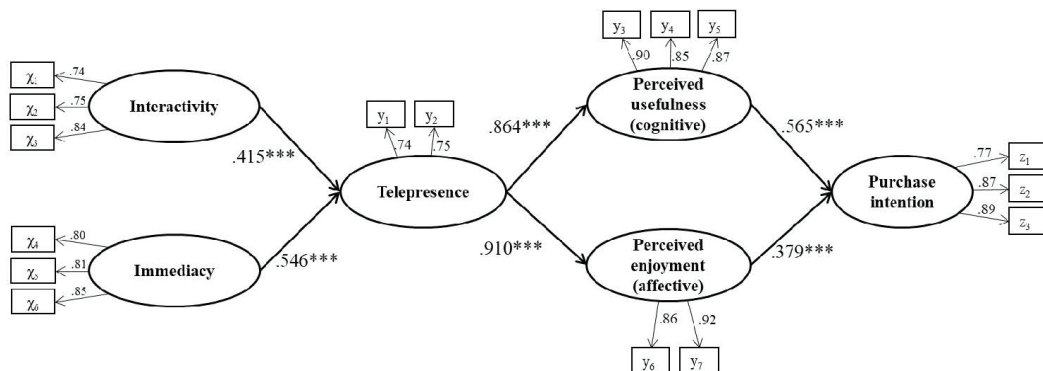 y₃
y₄
y₅
.90
.85
.87
χ₁
.74
χ₂
.75
χ₃
.84
Interactivity
Perceived
usefulness
(cognitive)
y₁
y₂
.74
.75
.864***
.565***
.415***
Telepresence
Purchase
intention
.77
z₁
.87
z₂
.89
z₃
χ₄
.80
χ₅
.81
χ₆
.85
Immediacy
.546***
.910***
Perceived
enjoyment
(affective)
.379***
.86
.92
y₆
y₇